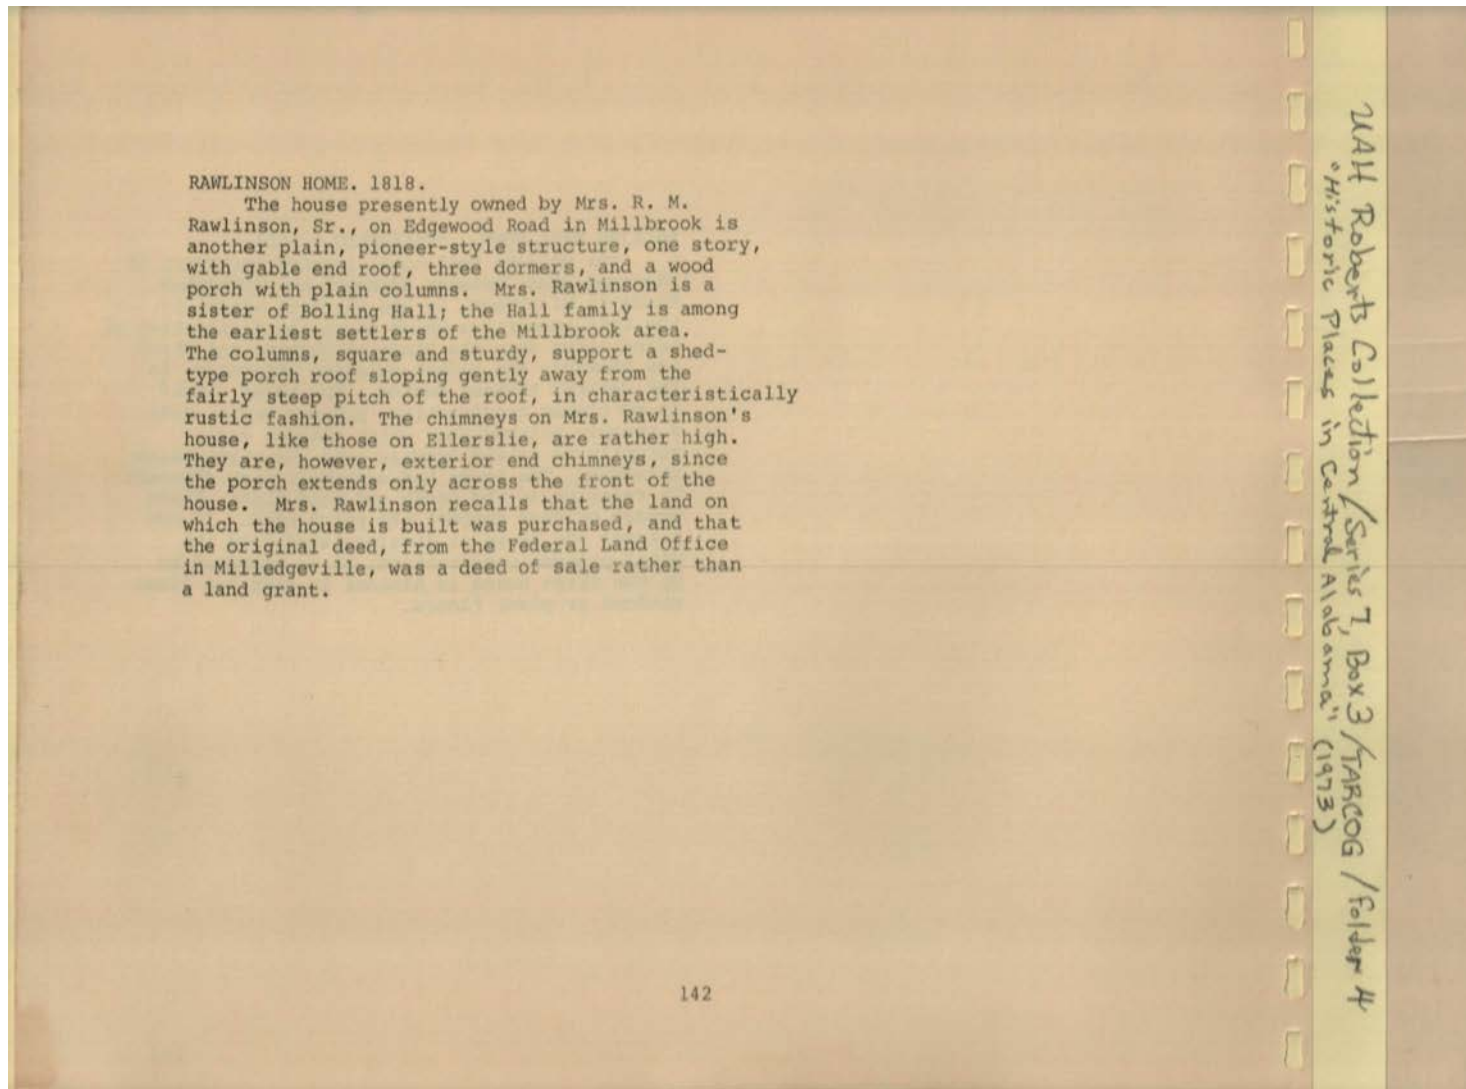 RAWLINSON HOME. 1818.
The house presently owned by Mrs. R. M.
Rawlinson, Sr., on Edgewood Road in Millbrook is
another plain, pioneer-style structure, one story,
with gable end roof, three dormers, and a wood
porch with plain columns. Mrs. Rawlinson is a
sister of Bolling Hall; the Hall family is among
the earliest settlers of the Millbrook area.
The columns, square and sturdy, support a shed-
type porch roof sloping gently away from the
fairly steep pitch of the roof, in characteristically
rustic fashion. The chimneys on Mrs. Rawlinson's
house, like those on Ellerslie, are rather high.
They are, however, exterior end chimneys, since
the porch extends only across the front of the
house. Mrs. Rawlinson recalls that the land on
which the house is built was purchased, and that
the original deed, from the Federal Land Office
in Milledgeville, was a deed of sale rather than
a land grant.
142
UAH Roberts Collection/Series 7, Box 3/TARCOG/Folder 4
"Historic Places in Central Alabama" (1973)